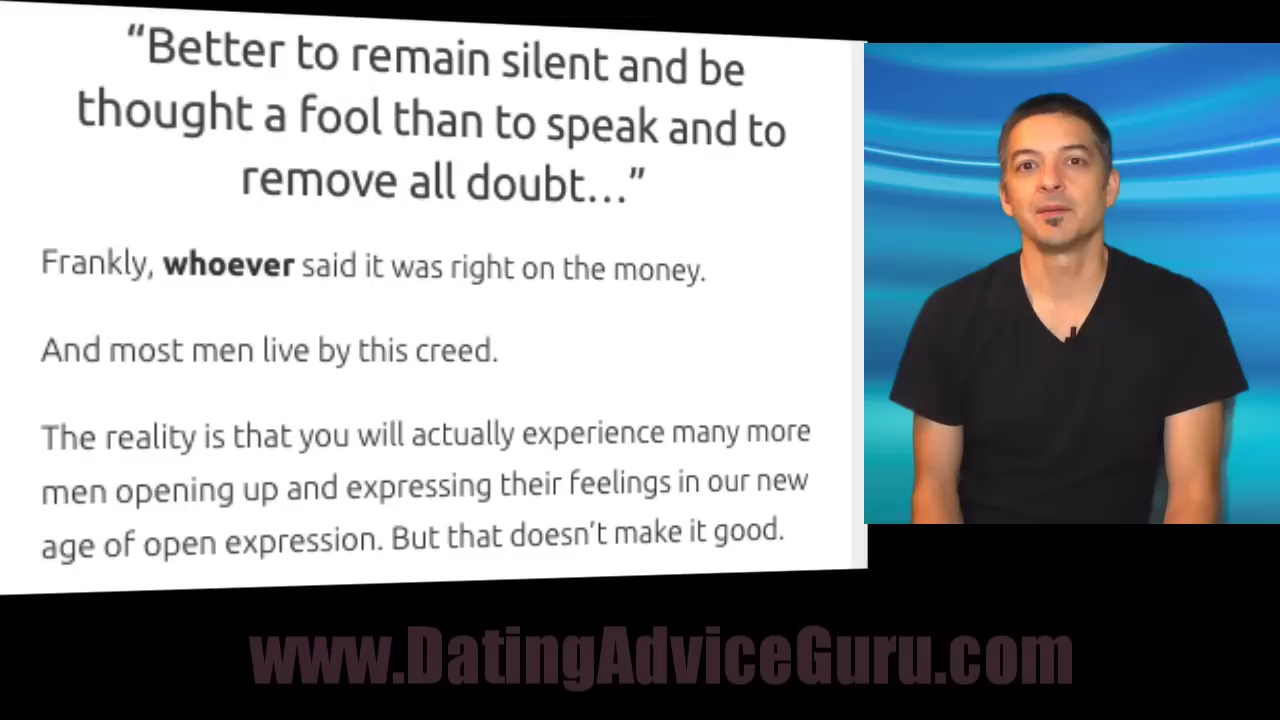 “Better to remain silent and be
thought a fool than to speak and to
remove all doubt…”
Frankly, whoever said it was right on the money.
And most men live by this creed.
The reality is that you will actually experience many more
men opening up and expressing their feelings in our new
age of open expression. But that doesn’t make it good.
www.DatingAdviceGuru.com